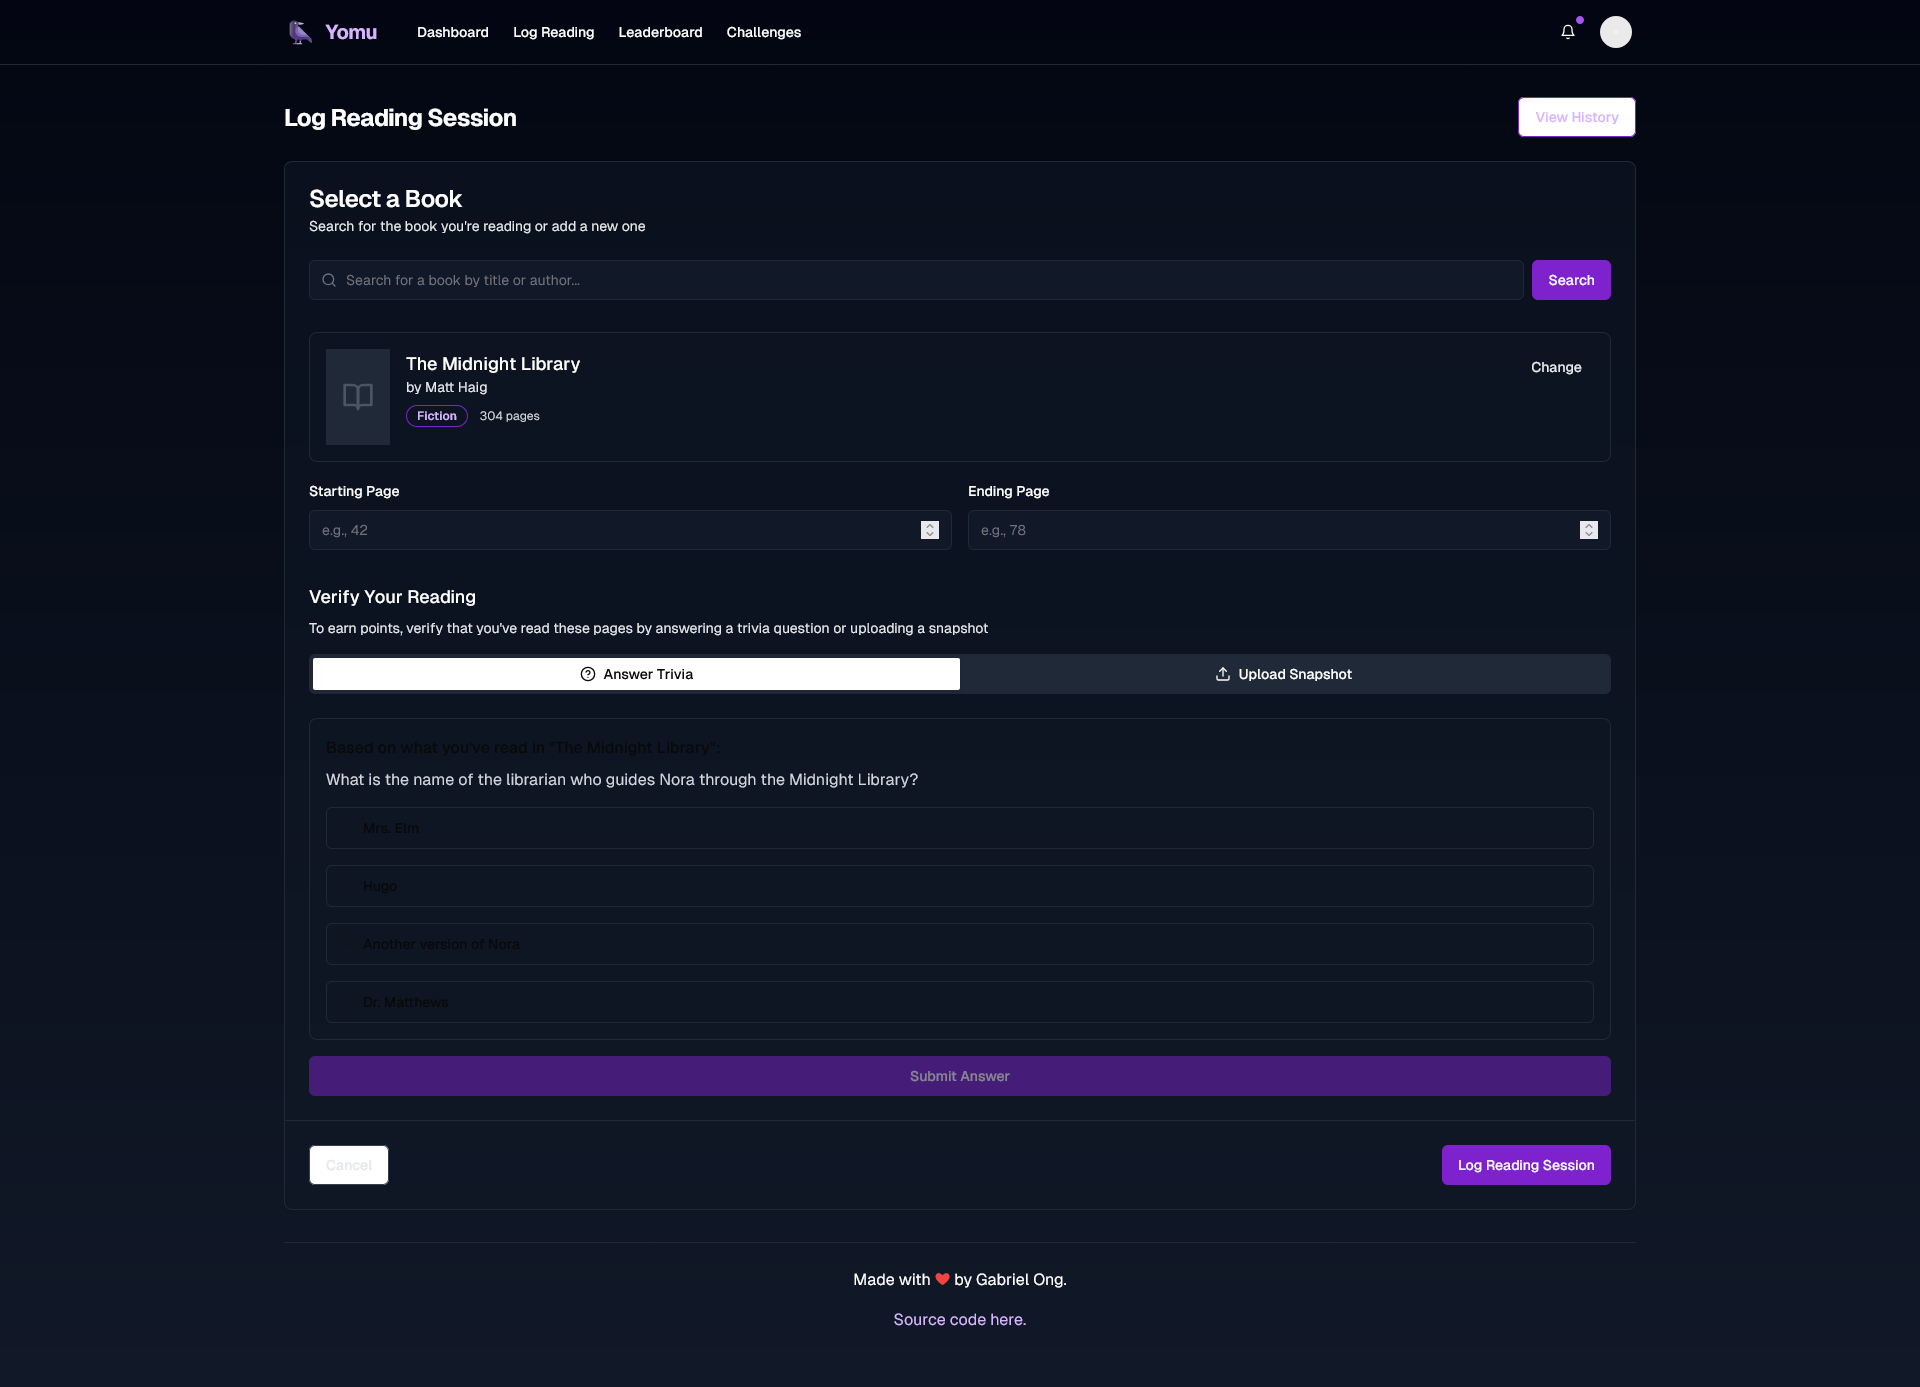 Yomu
Dashboard
Log Reading
Leaderboard
Challenges
Log Reading Session
View History
Select a Book
Search for the book you're reading or add a new one
Search for a book by title or author...
Search
The Midnight Library
by Matt Haig
Change
Fiction
304 pages
Starting Page
Ending Page
e.g., 42
e.g., 78
Verify Your Reading
To earn points, verify that you've read these pages by answering a trivia question or uploading a snapshot
Answer Trivia
Upload Snapshot
Based on what you've read in "The Midnight Library":
What is the name of the librarian who guides Nora through the Midnight Library?
Mrs. Elm
Hugo
Another version of Nora
Dr. Matthews
Submit Answer
Cancel
Log Reading Session
Made with ❤️ by Gabriel Ong.
Source code here.